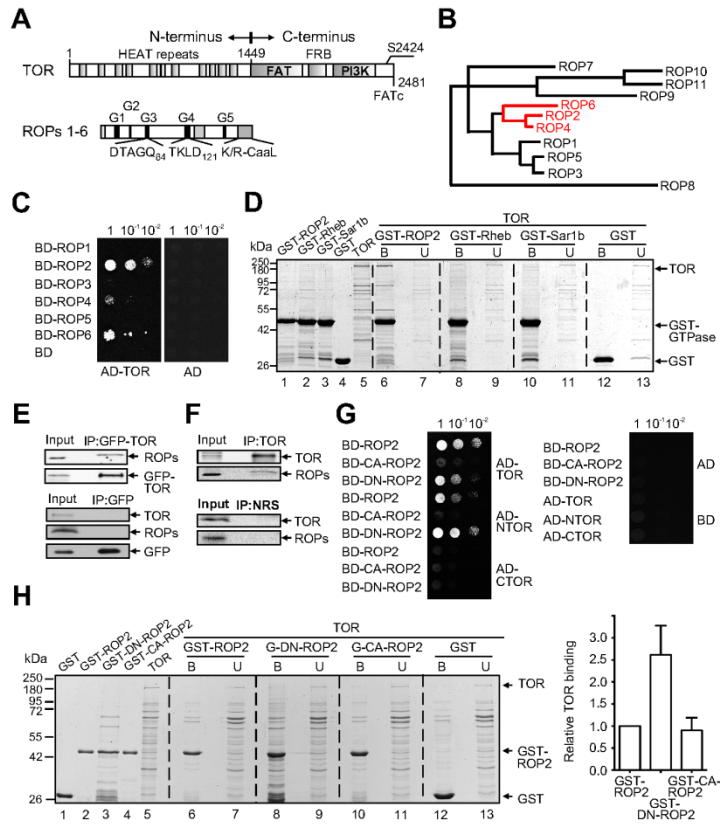 A
N-terminus C-terminus
1 HEAT repeats 1449 FRB S2424
TOR FAT PI3K
2481
FATc
G2
G1 G3 G4 G5
ROPs 1-6
DTAGQ64 TKLD121 K/R-CaaL
B
ROP7
ROP10
ROP11
ROP9
ROP6
ROP2
ROP4
ROP1
ROP5
ROP3
ROP8
C
1 10-1 10-2 1 10-1 10-2
BD-ROP1
BD-ROP2
BD-ROP3
BD-ROP4
BD-ROP5
BD-ROP6
BD
AD-TOR AD
D
TOR
GST-ROP2 GST-Rheb GST-Sar1b GST TOR GST-ROP2 GST-Rheb GST-Sar1b GST
kDa B U B U B U B U
250
180
95
72
55
42
26
TOR
GST-GTPase
GST
1 2 3 4 5 6 7 8 9 10 11 12 13
E
Input IP:GFP-TOR
ROPs
GFP-TOR
Input IP:GFP
TOR
ROPs
GFP
F
Input IP:TOR
TOR
ROPs
Input IP:NRS
TOR
ROPs
G
1 10-1 10-2
BD-ROP2
BD-CA-ROP2
BD-DN-ROP2
AD-TOR
BD-ROP2
BD-CA-ROP2
BD-DN-ROP2
AD-NTOR
BD-ROP2
BD-CA-ROP2
BD-DN-ROP2
AD-CTOR
1 10-1 10-2
BD-ROP2
BD-CA-ROP2
BD-DN-ROP2
AD
AD-TOR
AD-NTOR
AD-CTOR
BD
H
TOR
GST GST-ROP2 GST-DN-ROP2 GST-CA-ROP2 TOR GST-ROP2 G-DN-ROP2 G-CA-ROP2 GST
kDa B U B U B U B U
250
180
95
72
55
42
26
TOR
GST-ROP2
GST
1 2 3 4 5 6 7 8 9 10 11 12 13
Relative TOR binding
3.0
2.5
2.0
1.5
1.0
0.5
0.0
GST-ROP2
GST-DN-ROP2
GST-CA-ROP2